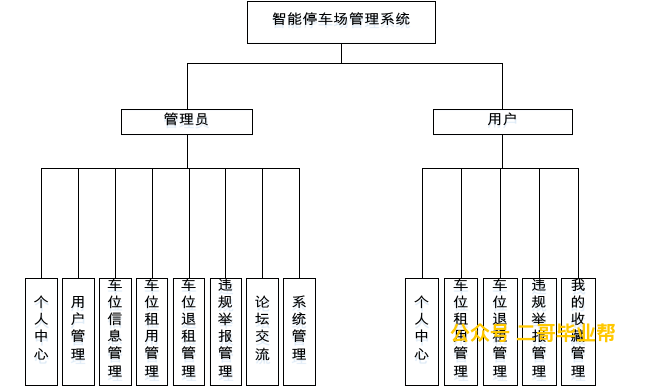 智能停车场管理系统
管理员
用户
个人中心
用户管理
车位信息管理
车位租用管理
车位退租管理
违规举报管理
论坛交流
系统管理
个人中心
车位租用管理
车位退租管理
违规举报管理
我的收藏管理
公众号 二哥毕业帮